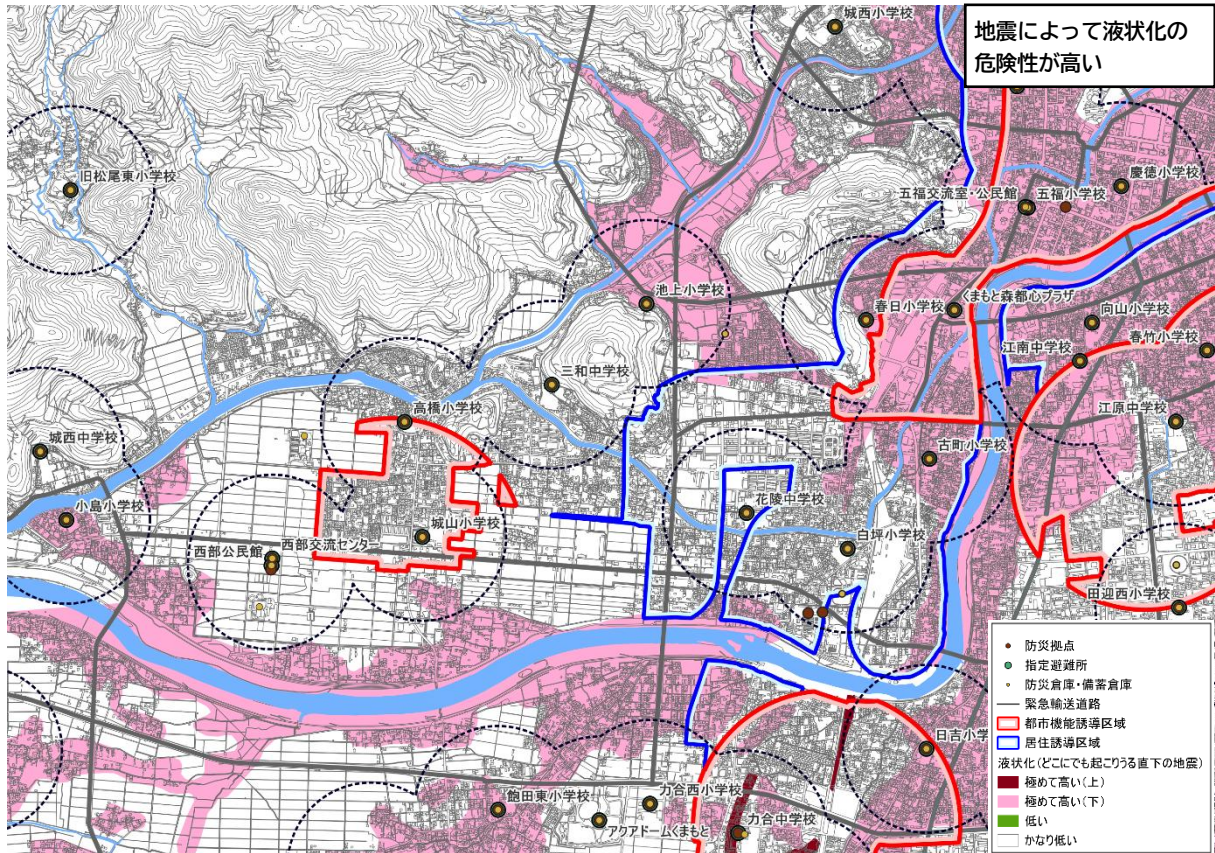 城西小学校
地震によって液状化の
危険性が高い
旧松尾東小学校
慶徳小学校
五福交流室・公民館
五福小学校
池上小学校
春日小学校
くまもと森都心プラザ
向山小学校
江南中学校
春竹小学校
三和中学校
高橋小学校
江原中学校
城西中学校
古町小学校
小島小学校
花陵中学校
城山小学校
白坪小学校
西部公民館
西部交流センター
田迎西小学校
日吉小学
飽田東小学校
力合西小学校
アクアドームくまもと
力合中学校
防災拠点
指定避難所
防災倉庫・備蓄倉庫
緊急輸送道路
都市機能誘導区域
居住誘導区域
液状化(どこにでも起こりうる直下の地震)
極めて高い(上)
極めて高い(下)
低い
かなり低い